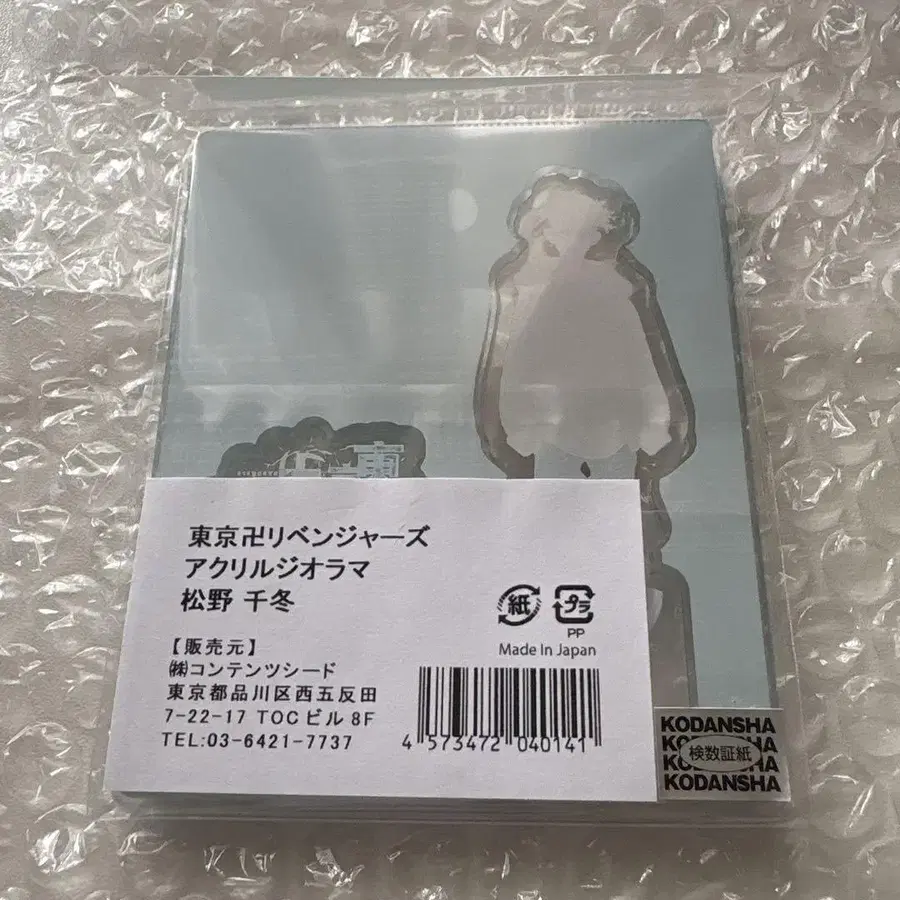 東京卍リベンジャーズ
アクリルジオラマ
松野 千冬
【販売元】
㈱コンテンツシード
東京都品川区西五反田
7-22-17 TOCビル 8F
TEL:03-6421-7737
紙
プラ
PP
Made In Japan
4 573472 040141
KODANSHA
検数証紙
KODANSHA